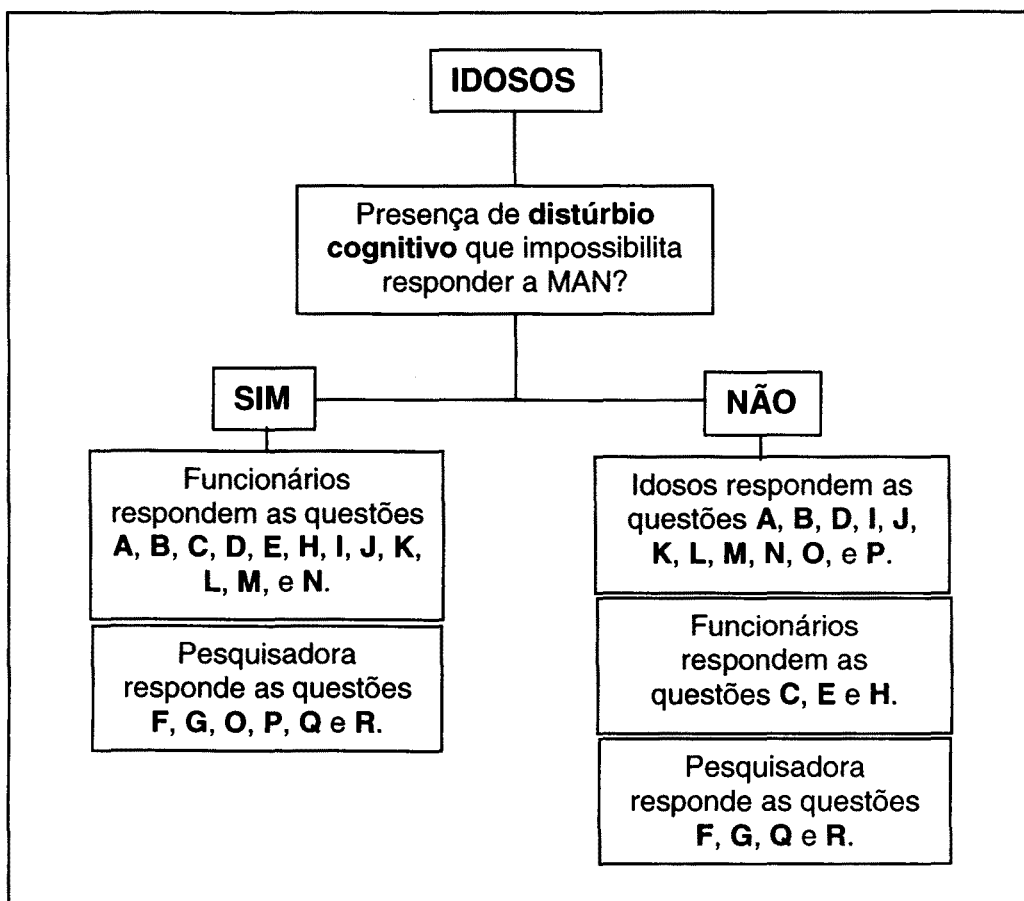 IDOSOS
Presença de distúrbio
cognitivo que impossibilita
responder a MAN?
SIM
NÃO
Funcionários
respondem as questões
A, B, C, D, E, H, I, J, K,
L, M, e N.
Pesquisadora
responde as questões
F, G, O, P, Q e R.
Idosos respondem as
questões A, B, D, I, J,
K, L, M, N, O, e P.
Funcionários
respondem as
questões C, E e H.
Pesquisadora
responde as questões
F, G, Q e R.